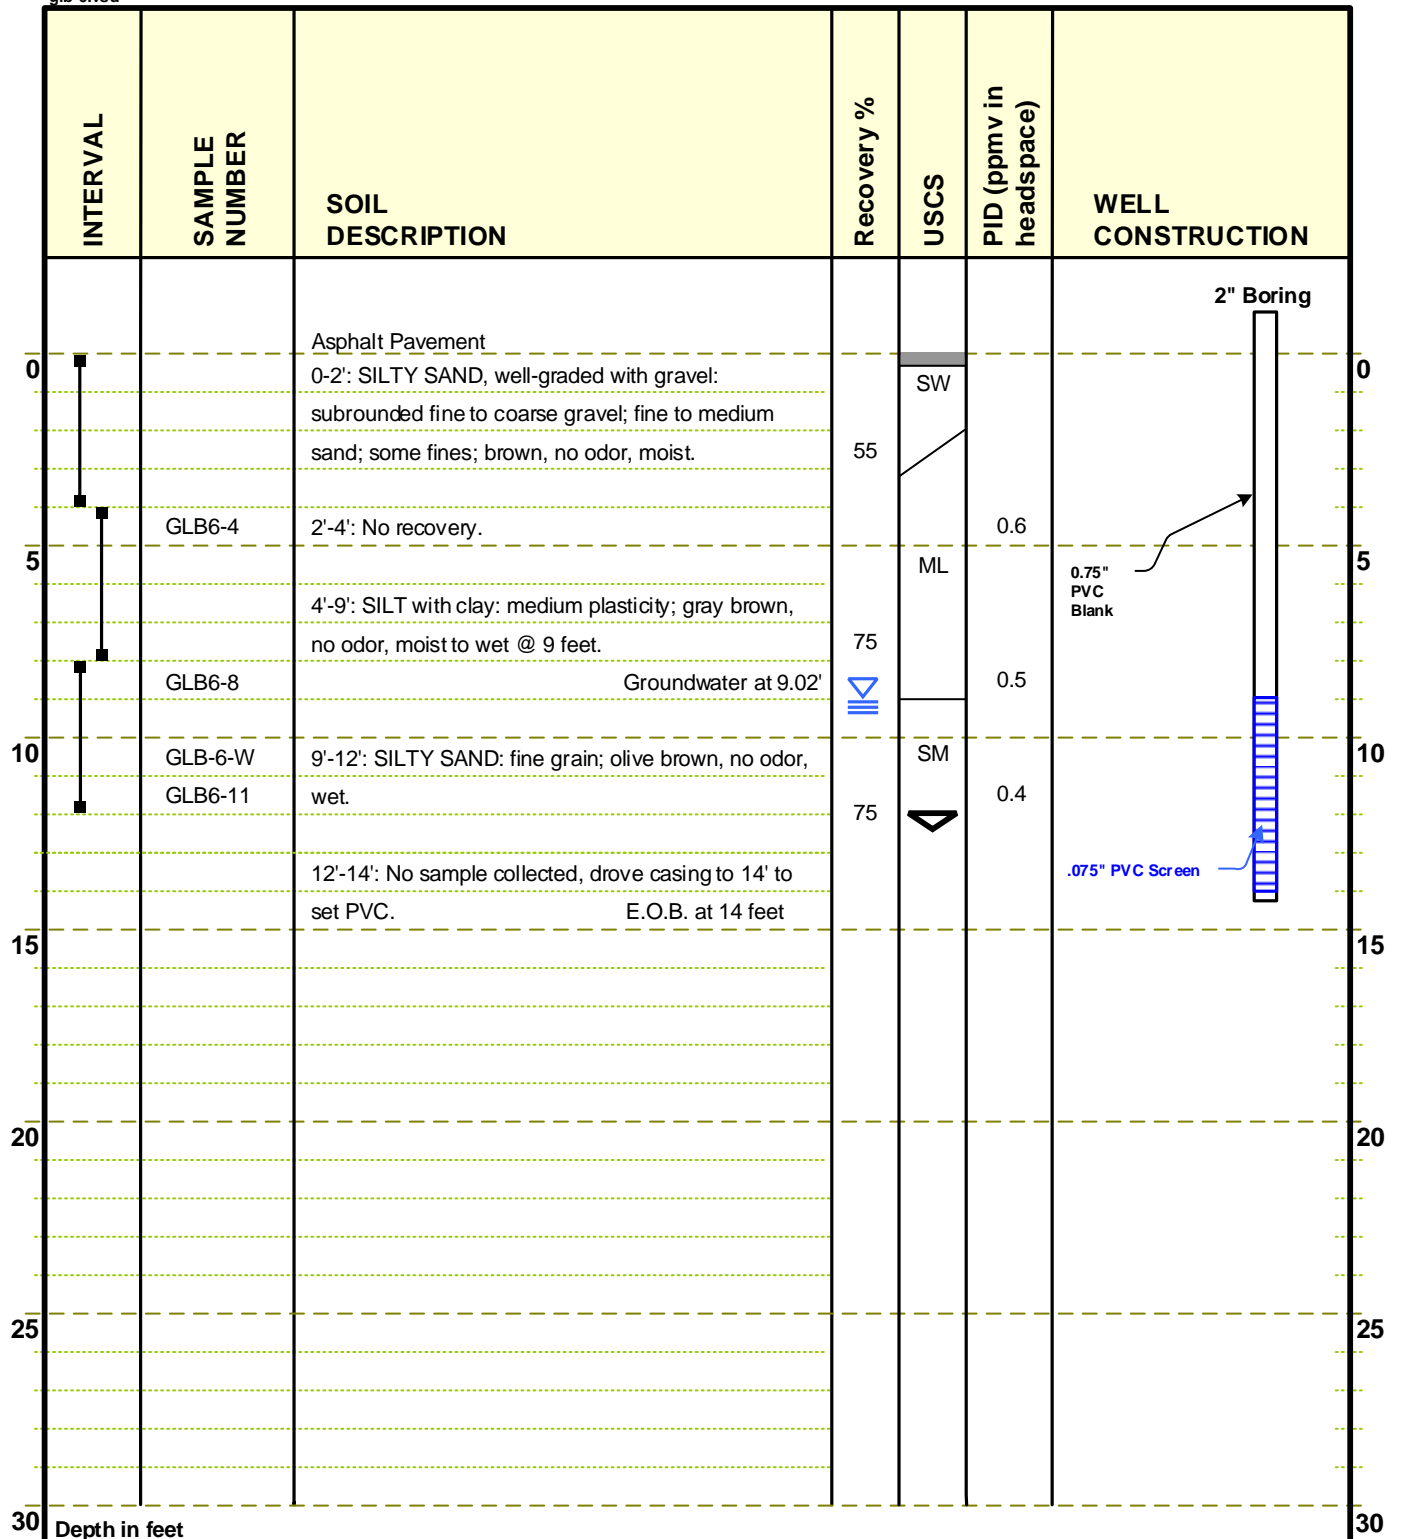 INTERVAL
SAMPLE
NUMBER
SOIL
DESCRIPTION
Recovery %
USCS
PID (ppmv in
headspace)
WELL
CONSTRUCTION
2" Boring
Asphalt Pavement
0
0-2': SILTY SAND, well-graded with gravel:
SW
0
subrounded fine to coarse gravel; fine to medium
sand; some fines; brown, no odor, moist.
55
GLB6-4
2'-4': No recovery.
0.6
5
ML
5
0.75"
PVC
Blank
4'-9': SILT with clay: medium plasticity; gray brown,
no odor, moist to wet @ 9 feet.
75
GLB6-8
Groundwater at 9.02'
0.5
10
GLB-6-W
9'-12': SILTY SAND: fine grain; olive brown, no odor,
SM
10
GLB6-11
wet.
0.4
75
12'-14': No sample collected, drove casing to 14' to
.075" PVC Screen
set PVC.
E.O.B. at 14 feet
15
15
20
20
25
25
30
Depth in feet
30